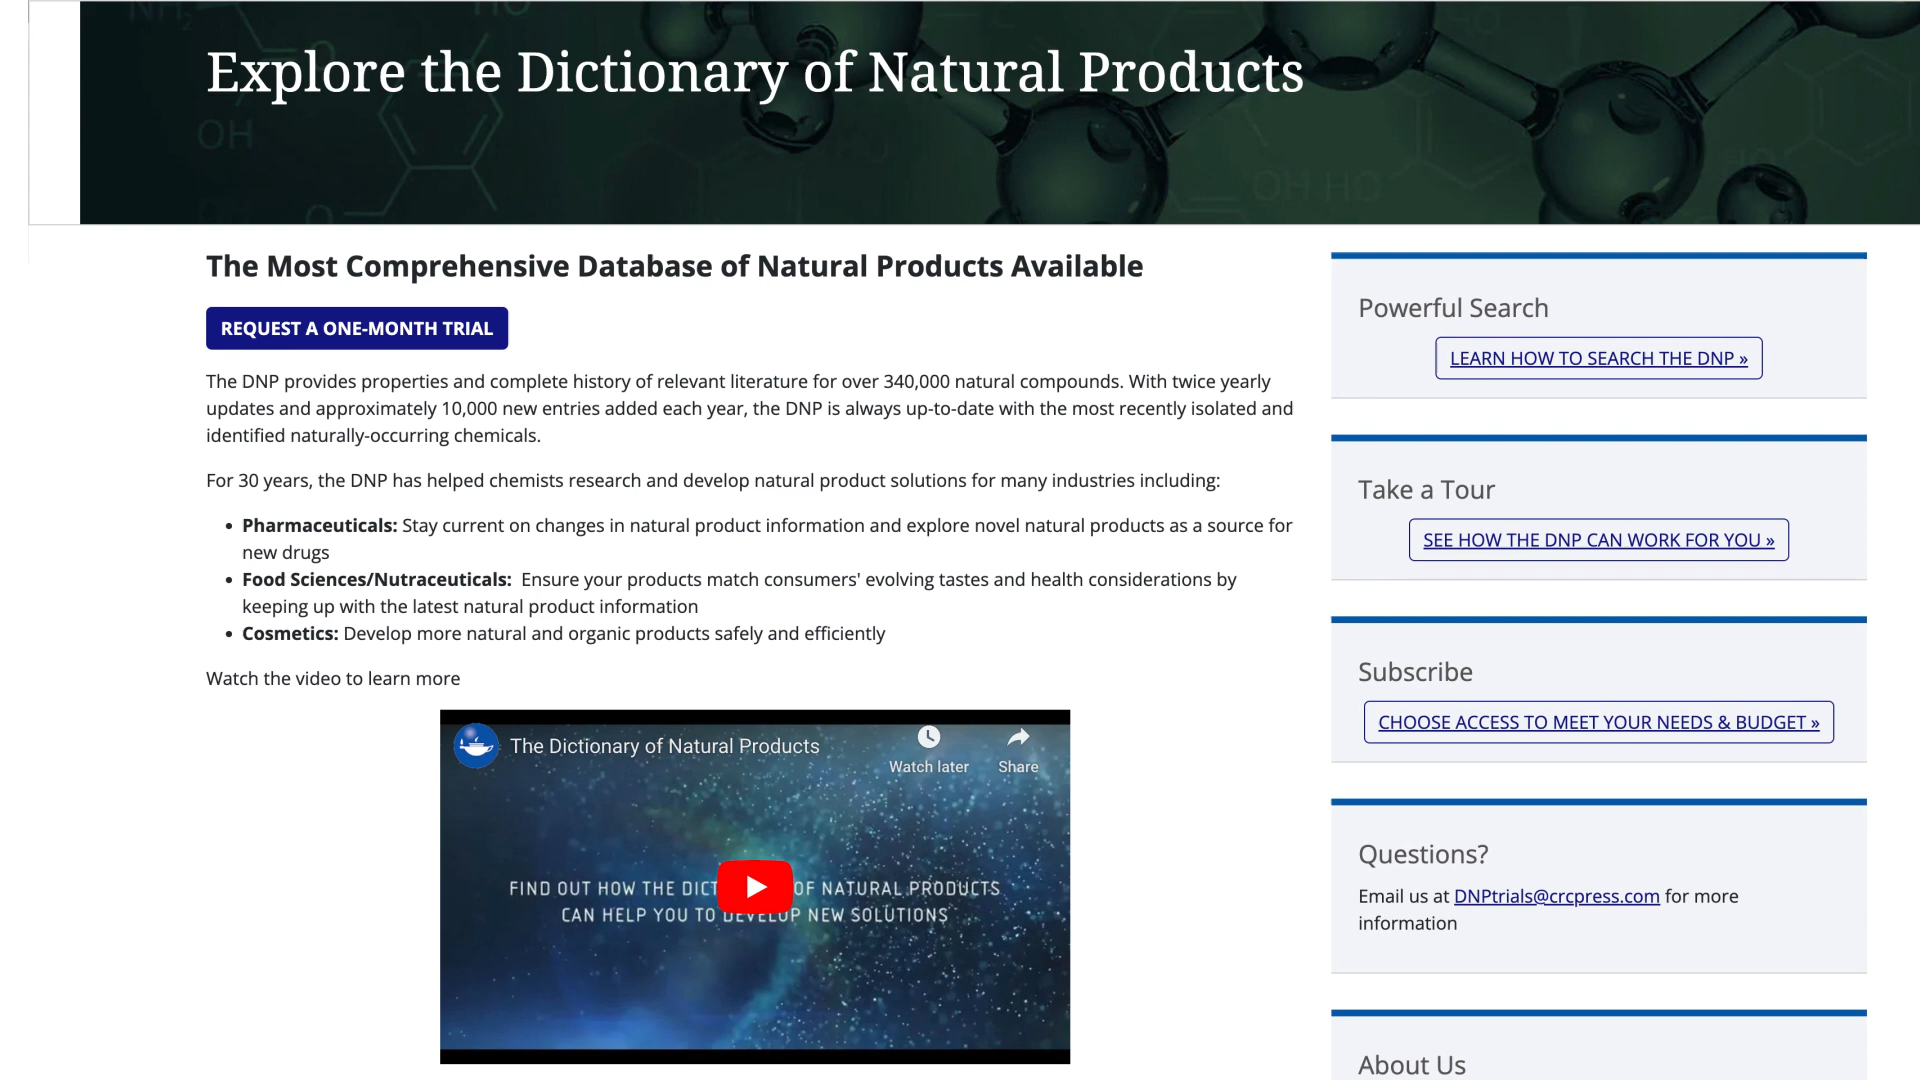 NH2
HO
Explore the Dictionary of Natural Products
OH
OH HO
The Most Comprehensive Database of Natural Products Available
REQUEST A ONE-MONTH TRIAL
The DNP provides properties and complete history of relevant literature for over 340,000 natural compounds. With twice yearly
updates and approximately 10,000 new entries added each year, the DNP is always up-to-date with the most recently isolated and
identified naturally-occurring chemicals.
For 30 years, the DNP has helped chemists research and develop natural product solutions for many industries including:
• Pharmaceuticals: Stay current on changes in natural product information and explore novel natural products as a source for
new drugs
• Food Sciences/Nutraceuticals: Ensure your products match consumers' evolving tastes and health considerations by
keeping up with the latest natural product information
• Cosmetics: Develop more natural and organic products safely and efficiently
Watch the video to learn more
The Dictionary of Natural Products
Watch later
Share
FIND OUT HOW THE DICT OF NATURAL PRODUCTS
CAN HELP YOU TO DEVELOP NEW SOLUTIONS
Powerful Search
LEARN HOW TO SEARCH THE DNP »
Take a Tour
SEE HOW THE DNP CAN WORK FOR YOU »
Subscribe
CHOOSE ACCESS TO MEET YOUR NEEDS & BUDGET »
Questions?
Email us at DNPtrials@crcpress.com for more
information
About Us